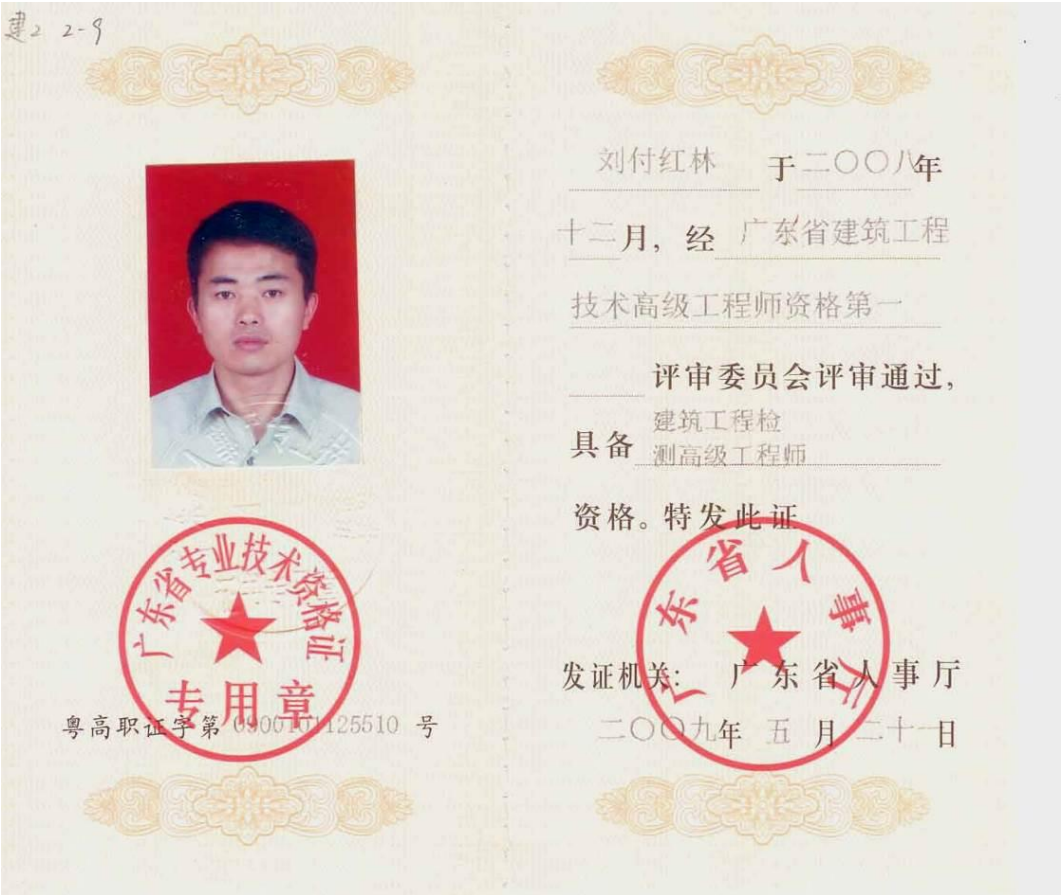 建2 2-9
广东省专业技术资格证
专用章
粤高职证字第 0900101125510 号
刘付红林 于二〇〇八年
十二月，经 广东省建筑工程
技术高级工程师资格第一
评审委员会评审通过，
具备 建筑工程检
测高级工程师
资格。特发此证
广东省人事厅
发证机关：广东省人事厅
二〇〇九年 五 月 二十一日